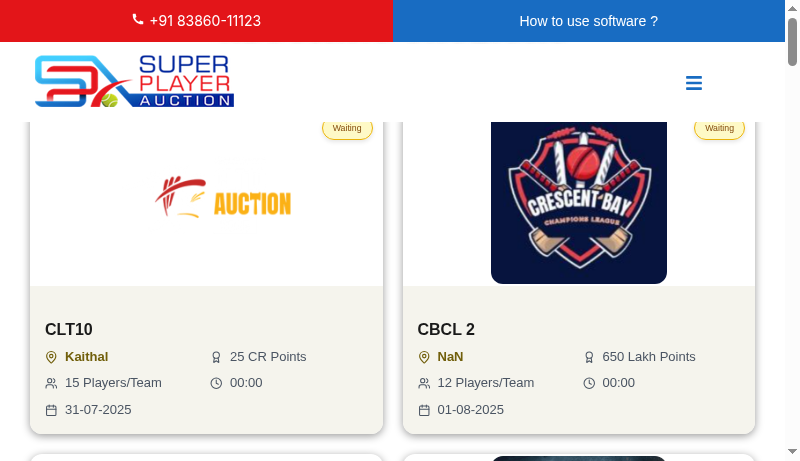 +91 83860-11123
How to use software ?
SUPER
PLAYER
AUCTION
Waiting
Waiting
AUCTION
CRESCENT BAY
CHAMPIONS LEAGUE
CLT10
Kaithal
25 CR Points
15 Players/Team
00:00
31-07-2025
CBCL 2
NaN
650 Lakh Points
12 Players/Team
00:00
01-08-2025